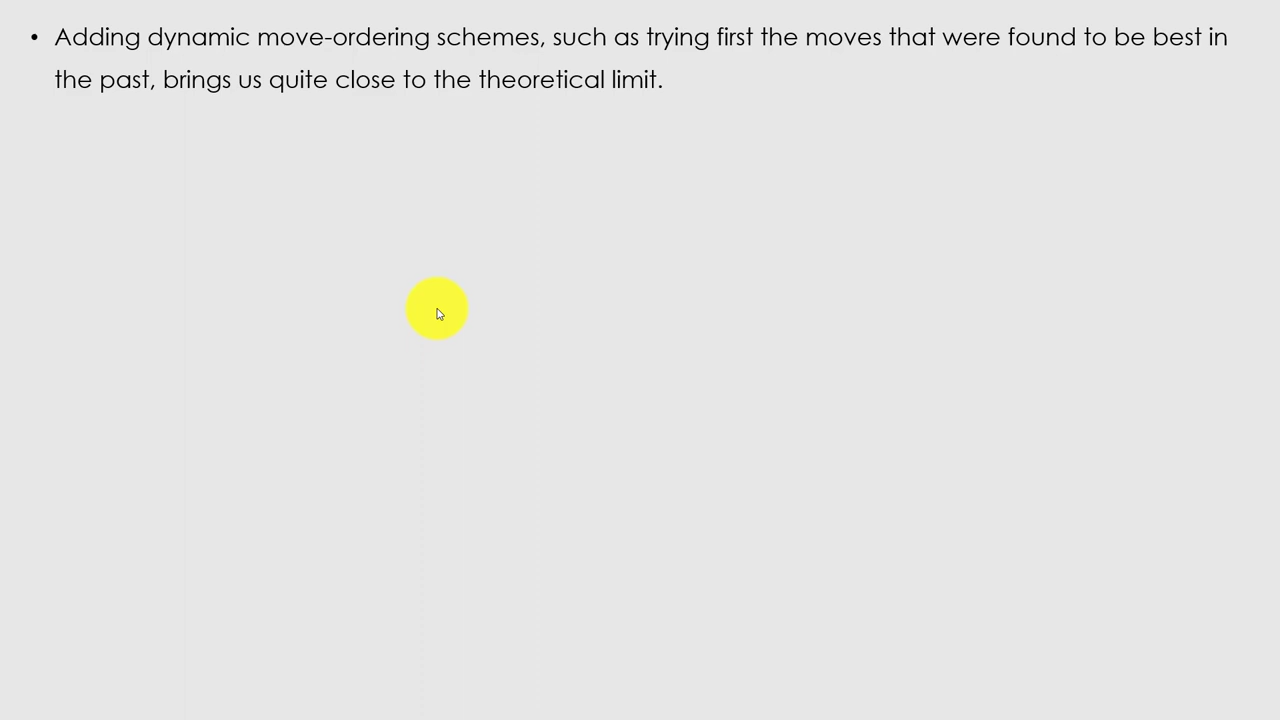 • Adding dynamic move-ordering schemes, such as trying first the moves that were found to be best in
the past, brings us quite close to the theoretical limit.